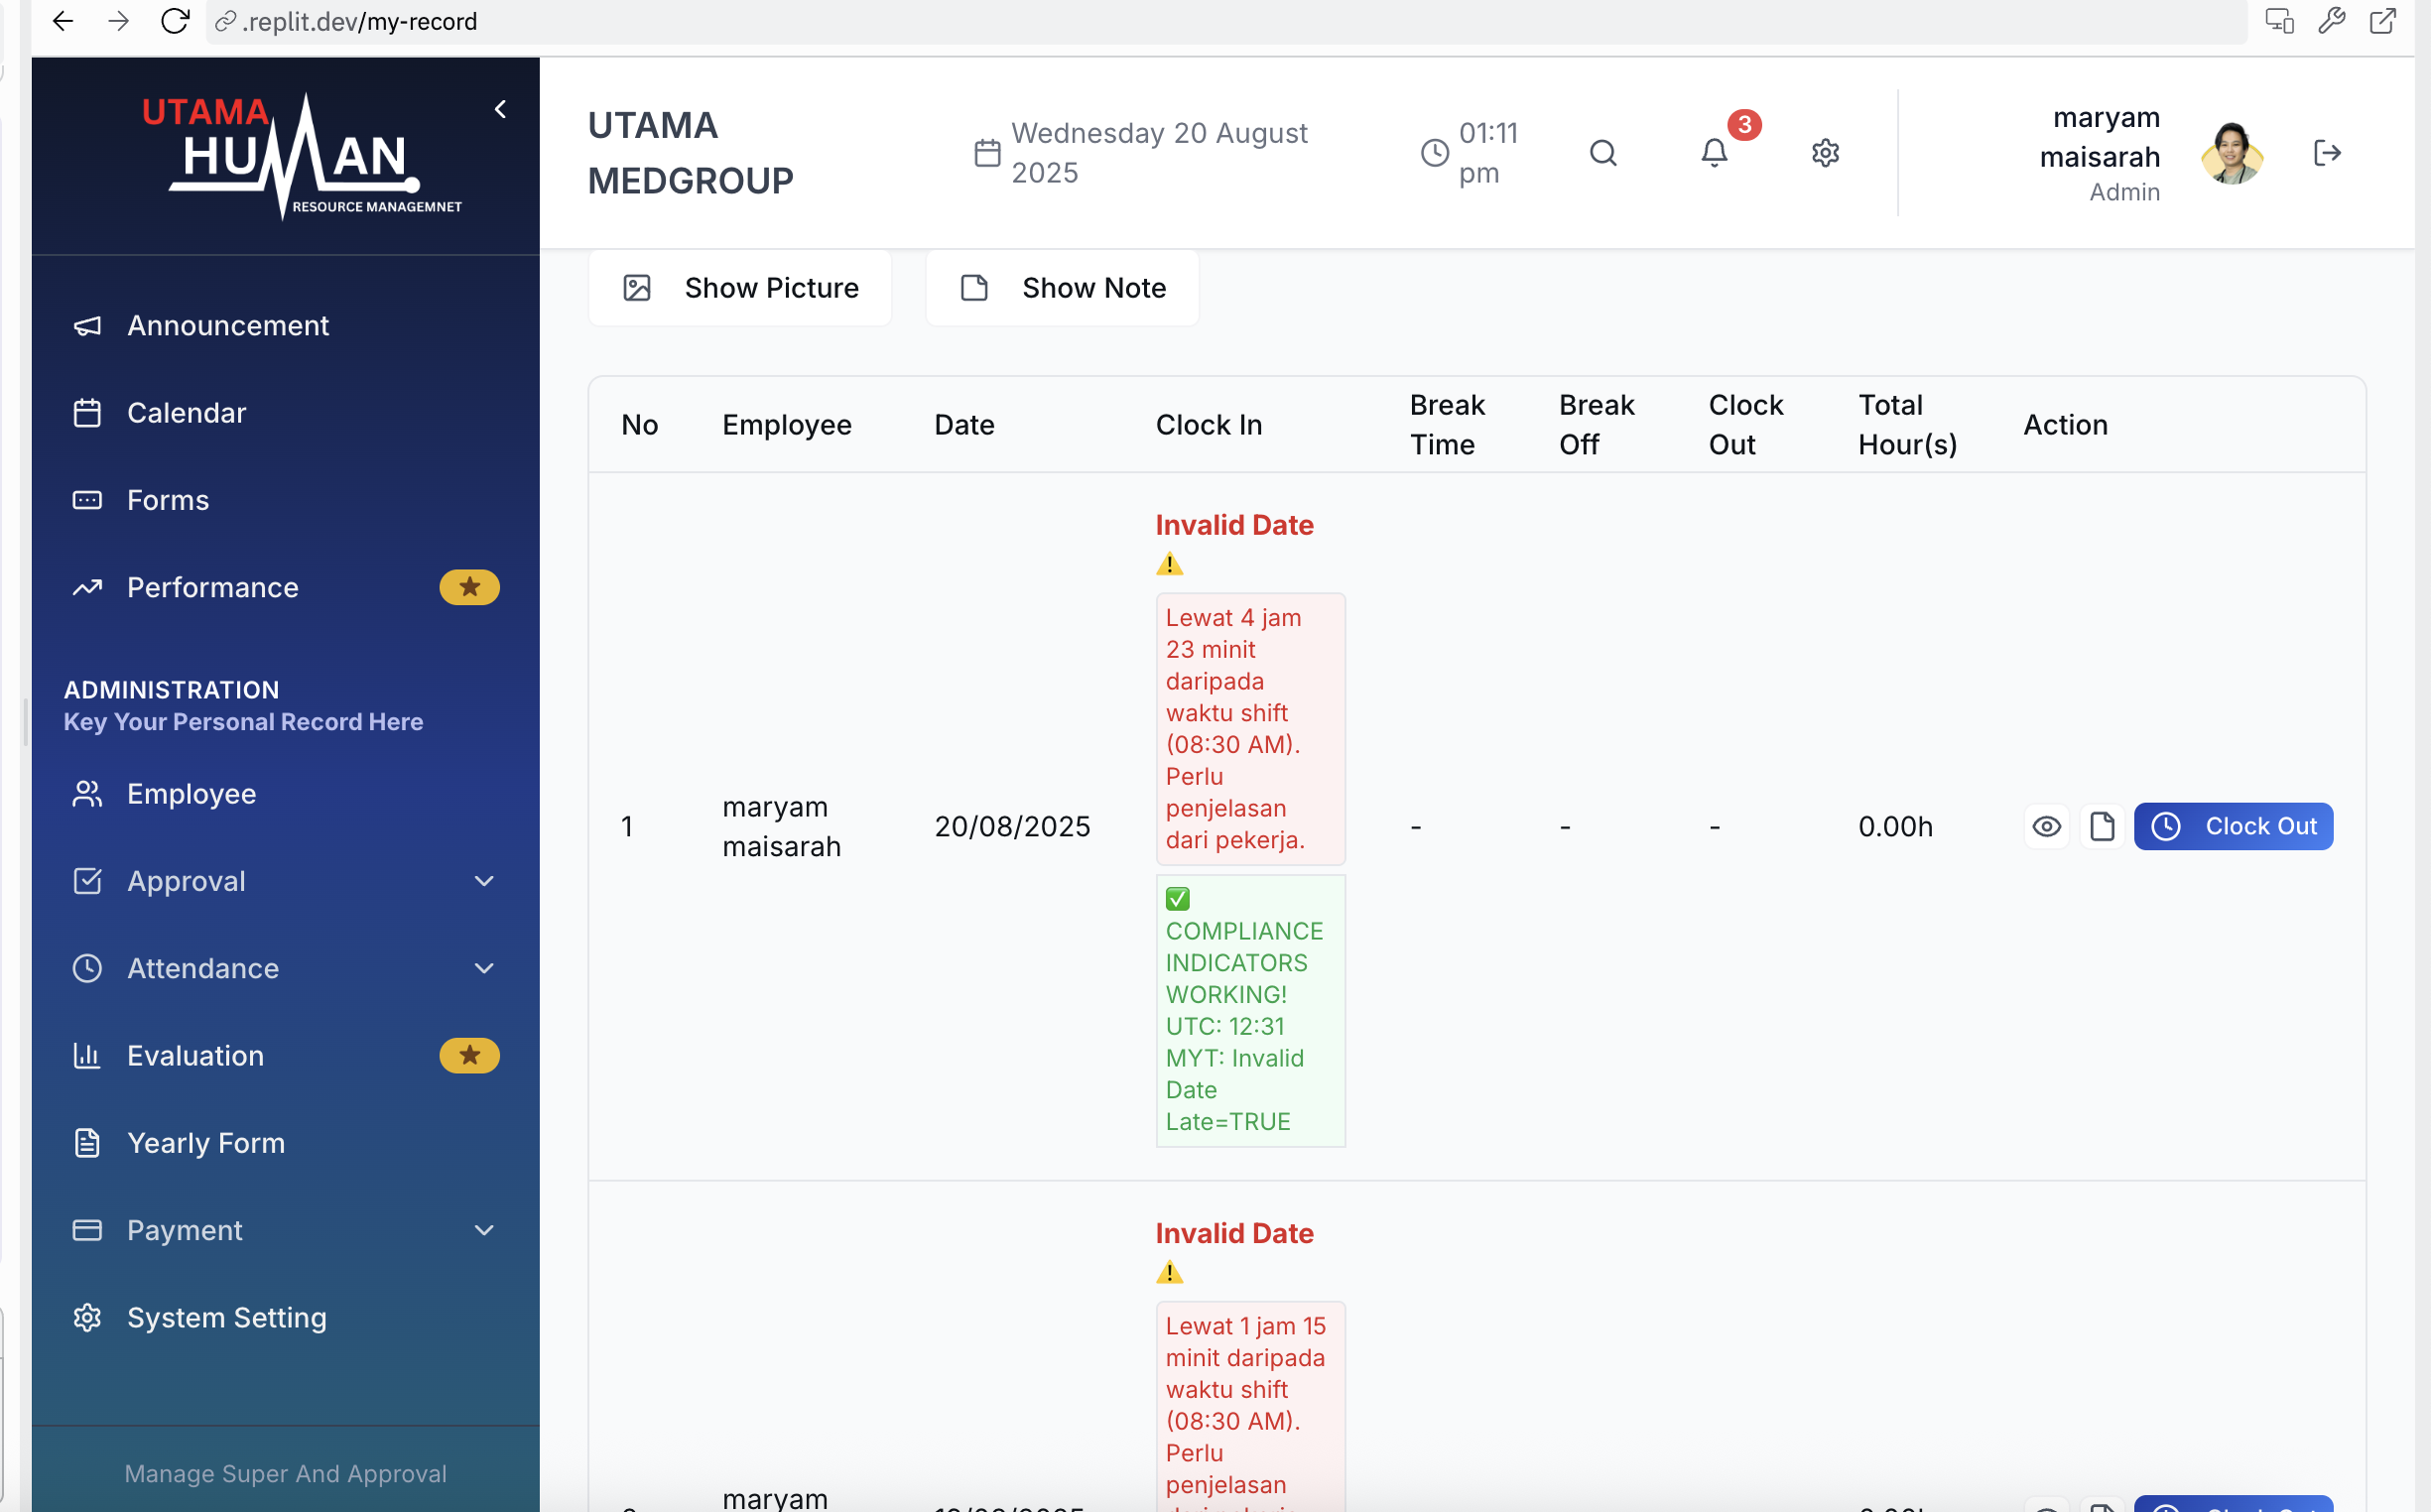 .replit.dev/my-record
UTAMA
HUMAN
RESOURCE MANAGEMNET
UTAMA
MEDGROUP
Wednesday 20 August
2025
01:11
pm
3
maryam
maisarah
Admin
Announcement
Calendar
Forms
Performance
ADMINISTRATION
Key Your Personal Record Here
Employee
Approval
Attendance
Evaluation
Yearly Form
Payment
System Setting
Manage Super And Approval
Show Picture
Show Note
No
Employee
Date
Clock In
Break
Time
Break
Off
Clock
Out
Total
Hour(s)
Action
1
maryam
maisarah
20/08/2025
Invalid Date
Lewat 4 jam
23 minit
daripada
waktu shift
(08:30 AM).
Perlu
penjelasan
dari pekerja.
COMPLIANCE
INDICATORS
WORKING!
UTC: 12:31
MYT: Invalid
Date
Late=TRUE
-
-
-
0.00h
Clock Out
maryam
Invalid Date
Lewat 1 jam 15
minit daripada
waktu shift
(08:30 AM).
Perlu
penjelasan